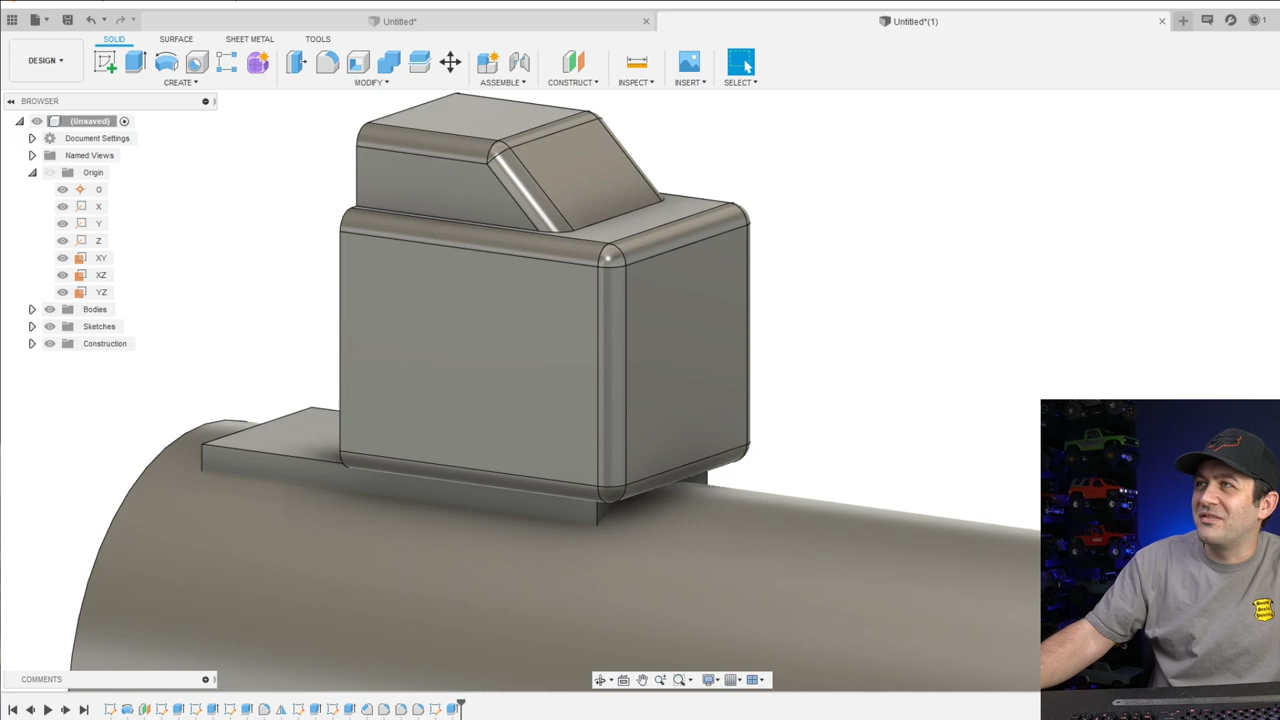 Untitled*
Untitled*(1)
1
SOLID
SURFACE
SHEET METAL
TOOLS
DESIGN
CREATE
MODIFY
ASSEMBLE
CONSTRUCT
INSPECT
INSERT
SELECT
BROWSER
(Unsaved)
Document Settings
Named Views
Origin
O
X
Y
Z
XY
XZ
YZ
Bodies
Sketches
Construction
COMMENTS